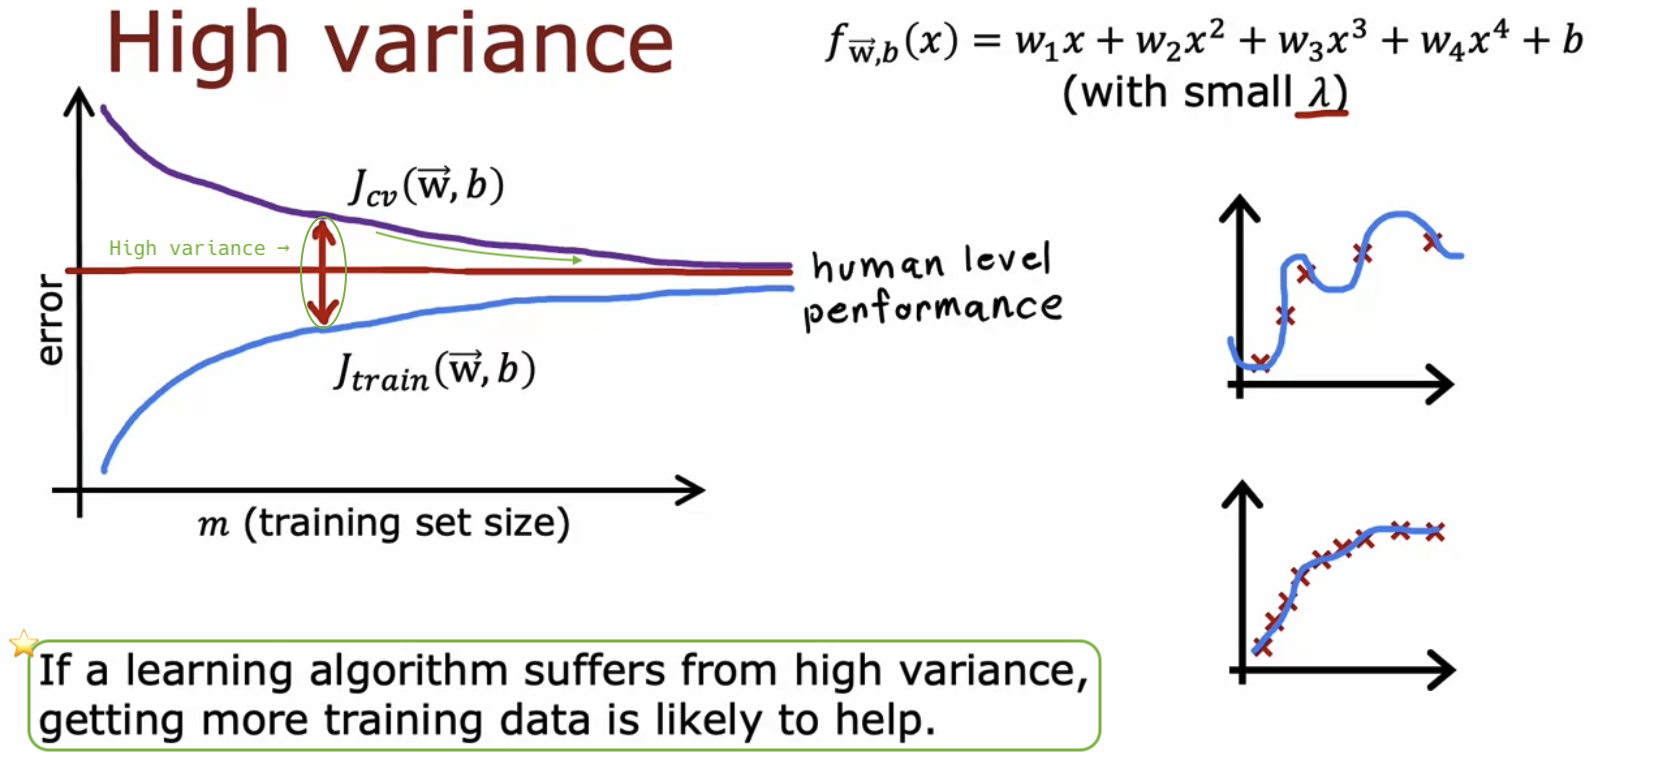 High variance
f_{\vec{w},b}(x) = w_1x + w_2x^2 + w_3x^3 + w_4x^4 + b
(with small λ)
J_{cv}(\vec{w}, b)
High variance →
human level
performance
error
J_{train}(\vec{w}, b)
m (training set size)
If a learning algorithm suffers from high variance,
getting more training data is likely to help.